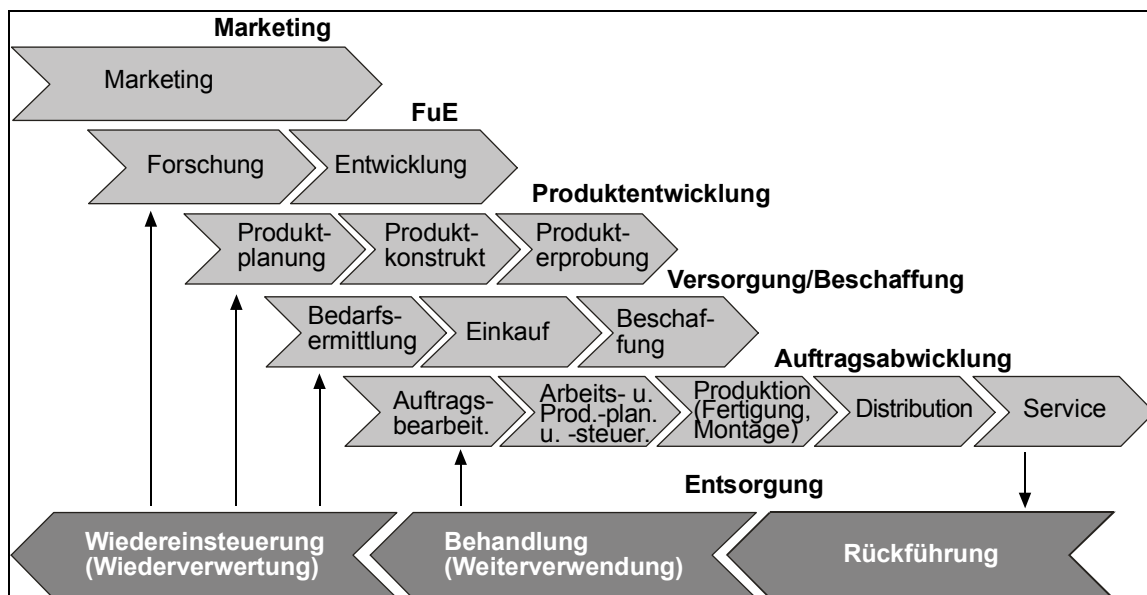 Marketing
Marketing
FuE
Forschung
Entwicklung
Produktentwicklung
Produkt-
planung
Produkt-
konstrukt
Produkt-
erprobung
Versorgung/Beschaffung
Bedarfs-
ermittlung
Einkauf
Beschaf-
fung
Auftragsabwicklung
Auftrags-
bearbeit.
Arbeits- u.
Prod.-plan.
u. -steuer.
Produktion
(Fertigung,
Montage)
Distribution
Service
Entsorgung
Wiedereinsteuerung
(Wiederverwertung)
Behandlung
(Weiterverwendung)
Rückführung